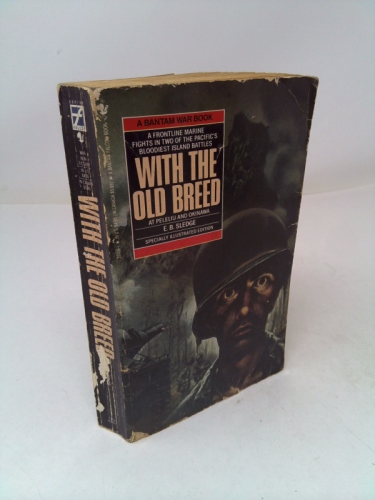 A BANTAM WAR BOOK
A FRONTLINE MARINE
FIGHTS IN TWO OF THE PACIFIC'S
BLOODIEST ISLAND BATTLES
WITH THE
OLD BREED
AT PELELIU AND OKINAWA
E. B. SLEDGE
SPECIALLY ILLUSTRATED EDITION
WITH THE OLD BREED